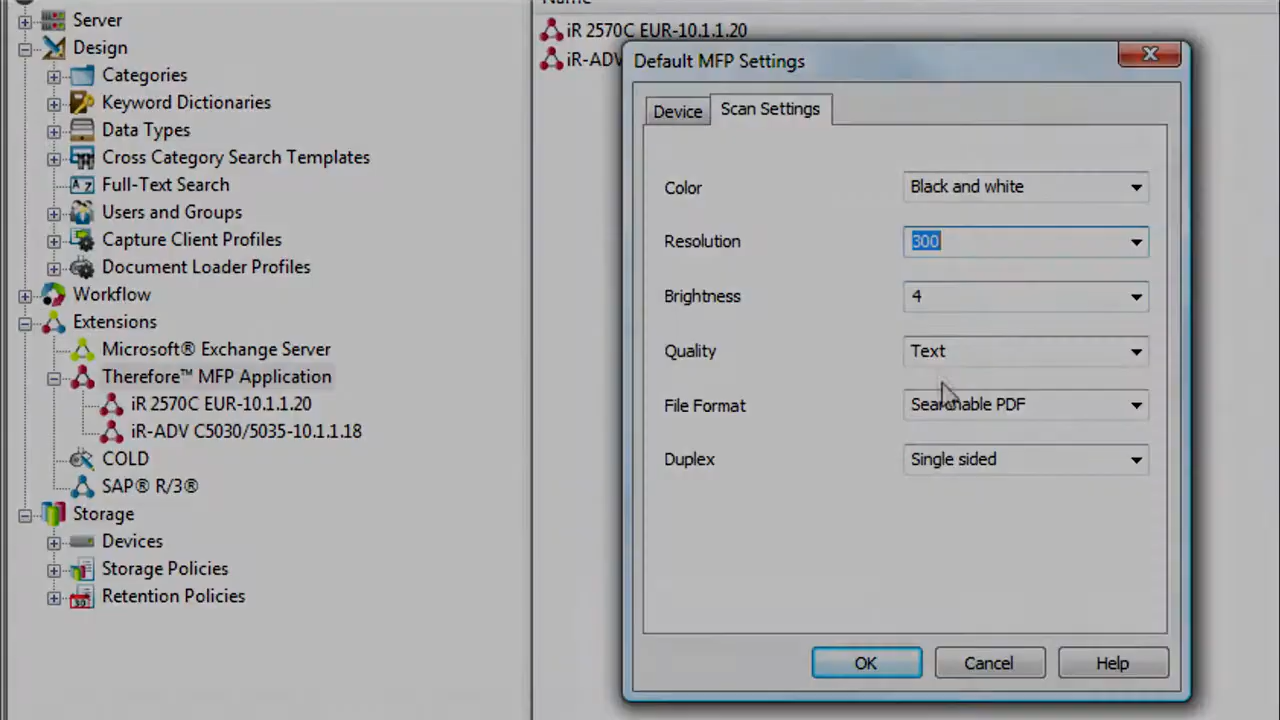 Server
Design
Categories
Keyword Dictionaries
Data Types
Cross Category Search Templates
Full-Text Search
Users and Groups
Capture Client Profiles
Document Loader Profiles
Workflow
Extensions
Microsoft® Exchange Server
Therefore™ MFP Application
iR 2570C EUR-10.1.1.20
iR-ADV C5030/5035-10.1.1.18
COLD
SAP® R/3®
Storage
Devices
Storage Policies
Retention Policies
Name
iR 2570C EUR-10.1.1.20
iR-ADV
Default MFP Settings
Device Scan Settings
Color Black and white
Resolution 300
Brightness 4
Quality Text
File Format Searchable PDF
Duplex Single sided
OK Cancel Help